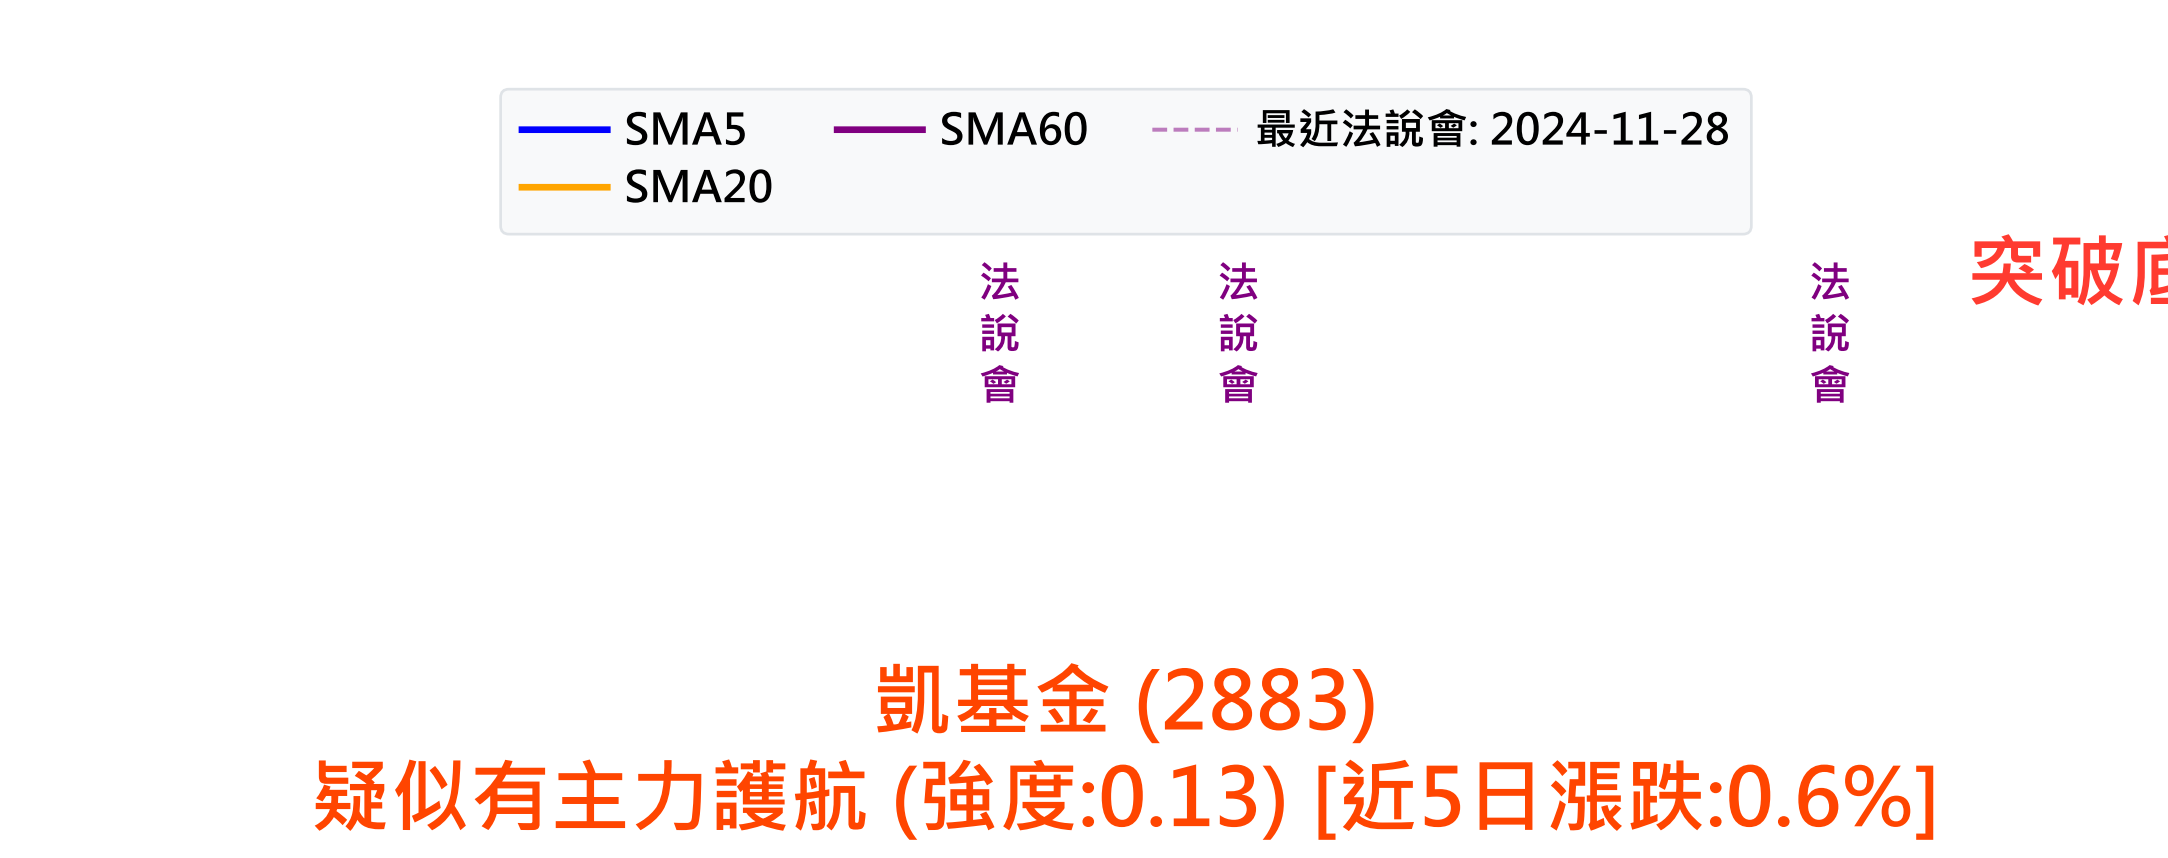 SMA5
SMA20
SMA60
最近法說會: 2024-11-28
法說會
法說會
法說會
突破
凱基金 (2883)
疑似有主力護航 (強度:0.13) [近5日漲跌:0.6%]